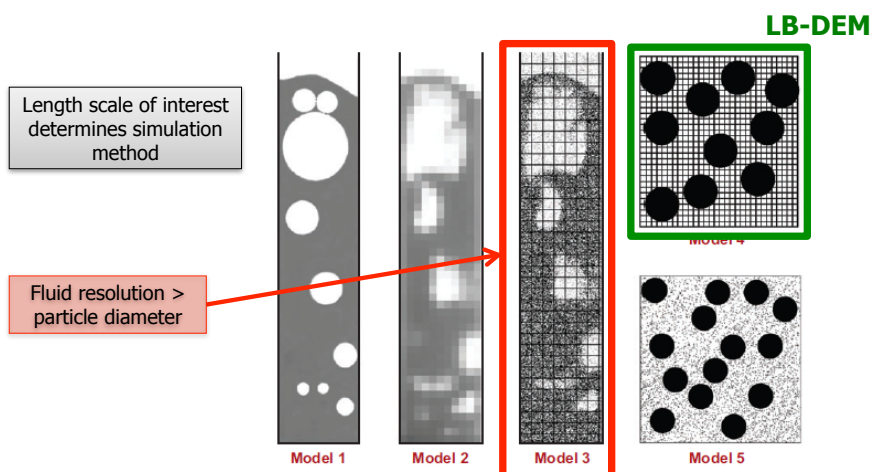 LB-DEM
Length scale of interest
determines simulation
method
Fluid resolution >
particle diameter
Model 4
Model 1
Model 2
Model 3
Model 5